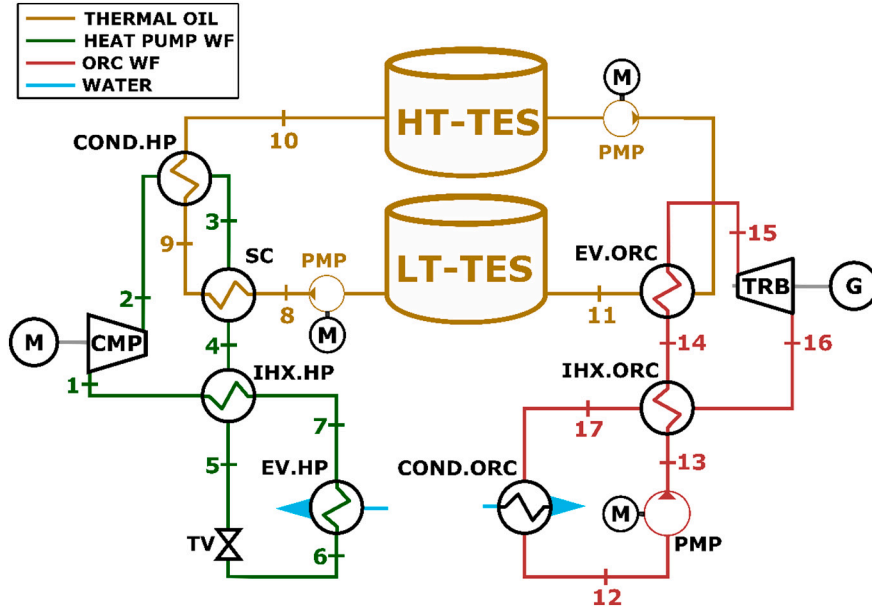 THERMAL OIL
HEAT PUMP WF
ORC WF
WATER
M
HT-TES
10
PMP
COND.HP
3
15
9
SC
PMP
LT-TES
EV.ORC
TRB
G
2
8
11
M
CMP
M
4
14
16
IHX.HP
IHX.ORC
1
7
17
5
EV.HP
COND.ORC
13
M
TV
PMP
6
12